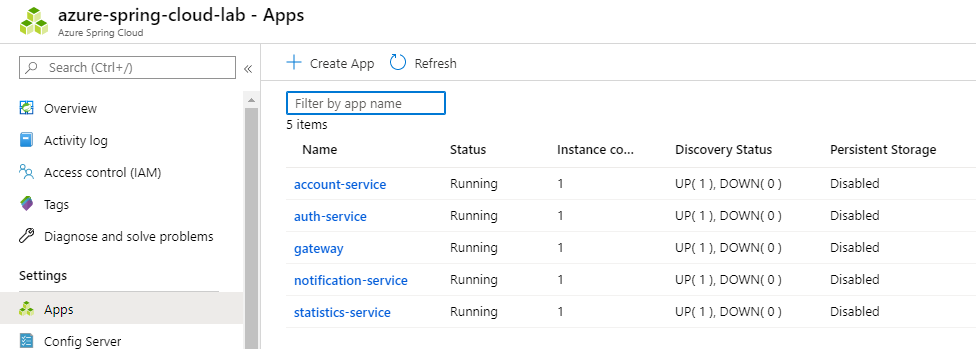 azure-spring-cloud-lab - Apps
Azure Spring Cloud
Search (Ctrl+/)
«
Overview
Activity log
Access control (IAM)
Tags
Diagnose and solve problems
Settings
Apps
Config Server
Create App Refresh
Filter by app name
5 items
Name Status Instance co... Discovery Status Persistent Storage
account-service Running 1 UP( 1 ), DOWN( 0 ) Disabled
auth-service Running 1 UP( 1 ), DOWN( 0 ) Disabled
gateway Running 1 UP( 1 ), DOWN( 0 ) Disabled
notification-service Running 1 UP( 1 ), DOWN( 0 ) Disabled
statistics-service Running 1 UP( 1 ), DOWN( 0 ) Disabled